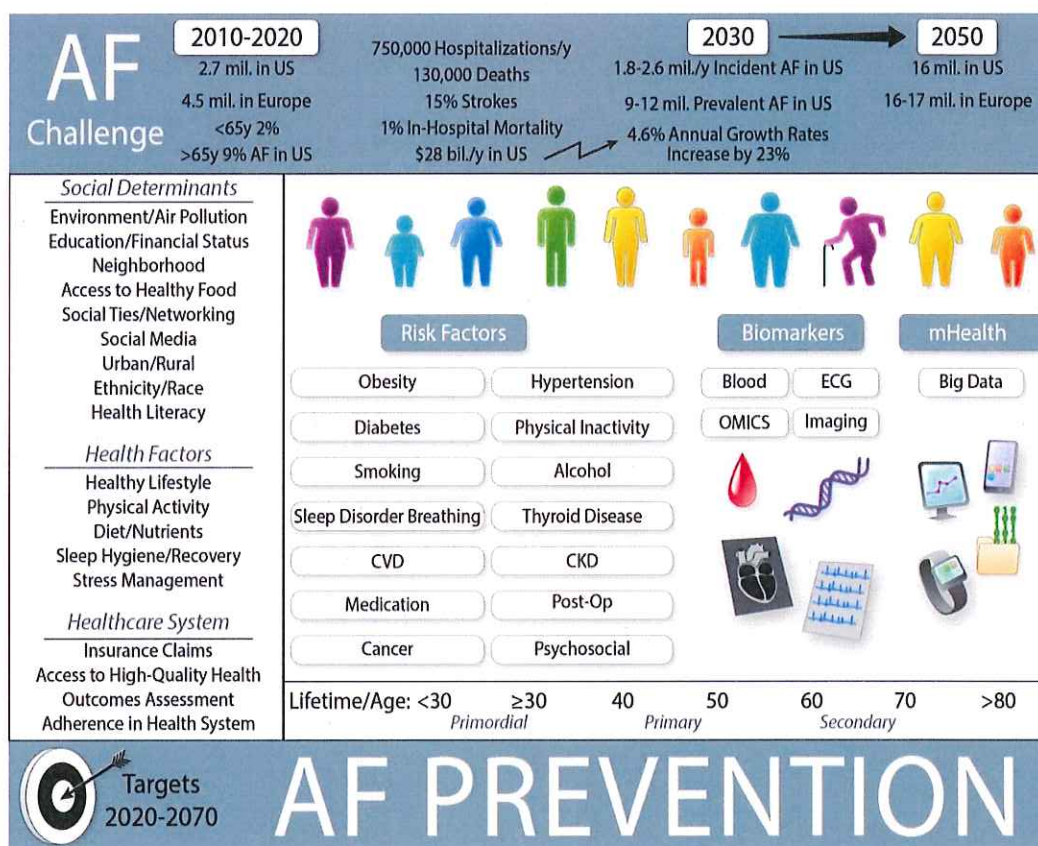 AF
Challenge
2010-2020
2.7 mil. in US
4.5 mil. in Europe
<65y 2%
>65y 9% AF in US
750,000 Hospitalizations/y
130,000 Deaths
15% Strokes
1% In-Hospital Mortality
$28 bil./y in US
2030
1.8-2.6 mil./y Incident AF in US
9-12 mil. Prevalent AF in US
4.6% Annual Growth Rates
Increase by 23%
2050
16 mil. in US
16-17 mil. in Europe
Social Determinants
Environment/Air Pollution
Education/Financial Status
Neighborhood
Access to Healthy Food
Social Ties/Networking
Social Media
Urban/Rural
Ethnicity/Race
Health Literacy
Health Factors
Healthy Lifestyle
Physical Activity
Diet/Nutrients
Sleep Hygiene/Recovery
Stress Management
Healthcare System
Insurance Claims
Access to High-Quality Health
Outcomes Assessment
Adherence in Health System
Risk Factors
Obesity
Hypertension
Diabetes
Physical Inactivity
Smoking
Alcohol
Sleep Disorder Breathing
Thyroid Disease
CVD
CKD
Medication
Post-Op
Cancer
Psychosocial
Biomarkers
Blood
ECG
OMICS
Imaging
mHealth
Big Data
Lifetime/Age: <30 ≥30 40 50 60 70 >80
Primordial Primary Secondary
Targets
2020-2070
AF PREVENTION